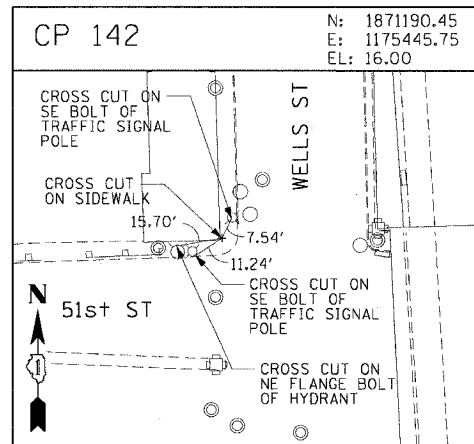 CP 142
N: 1871190.45
E: 1175445.75
EL: 16.00
CROSS CUT ON
SE BOLT OF
TRAFFIC SIGNAL
POLE
WELLS ST
CROSS CUT
ON SIDEWALK
15.70'
7.54'
11.24'
CROSS CUT ON
SE BOLT OF
TRAFFIC SIGNAL
POLE
N
51st ST
CROSS CUT ON
NE FLANGE BOLT
OF HYDRANT